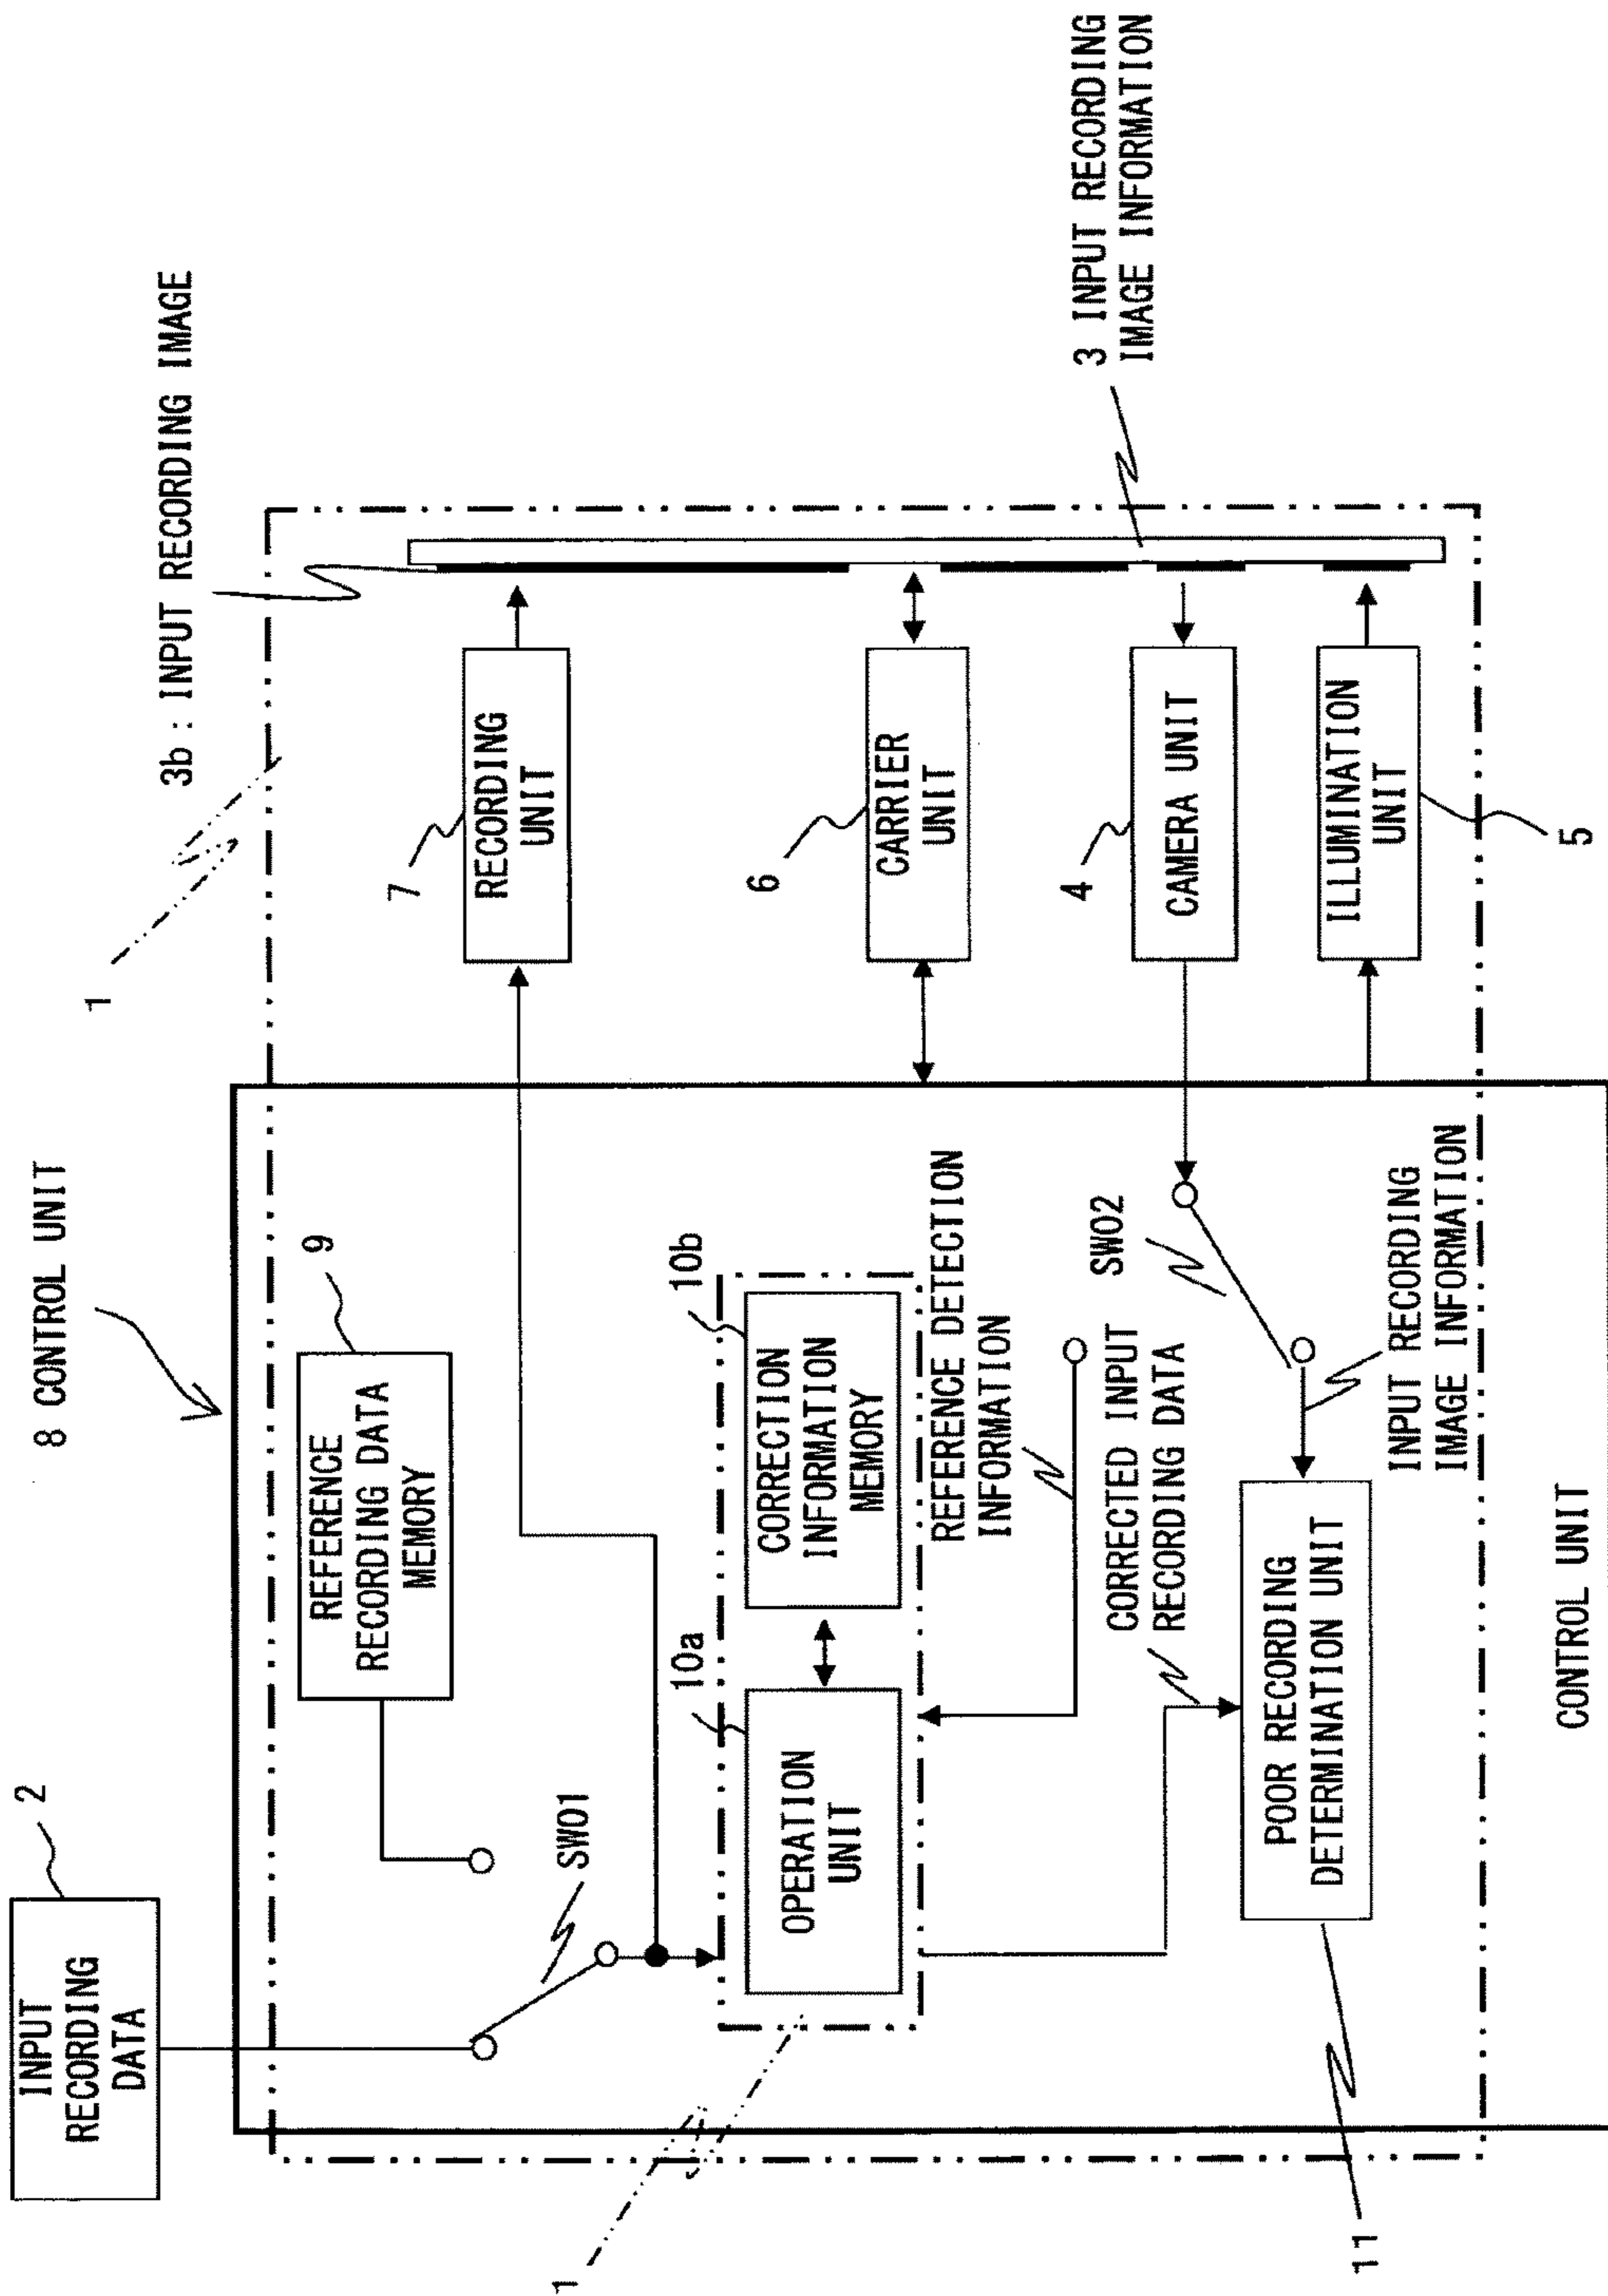 8 CONTROL UNIT
1
3b : INPUT RECORDING IMAGE
2
INPUT
RECORDING
DATA
9
REFERENCE
RECORDING DATA
MEMORY
7
RECORDING
UNIT
SW01
10a
OPERATION
UNIT
10b
CORRECTION
INFORMATION
MEMORY
6
CARRIER
UNIT
REFERENCE DETECTION
INFORMATION
4
CAMERA UNIT
3 INPUT RECORDING
IMAGE INFORMATION
SW02
CORRECTED INPUT
RECORDING DATA
1
POOR RECORDING
DETERMINATION UNIT
INPUT RECORDING
IMAGE INFORMATION
ILLUMINATION
UNIT
5
11
CONTROL UNIT